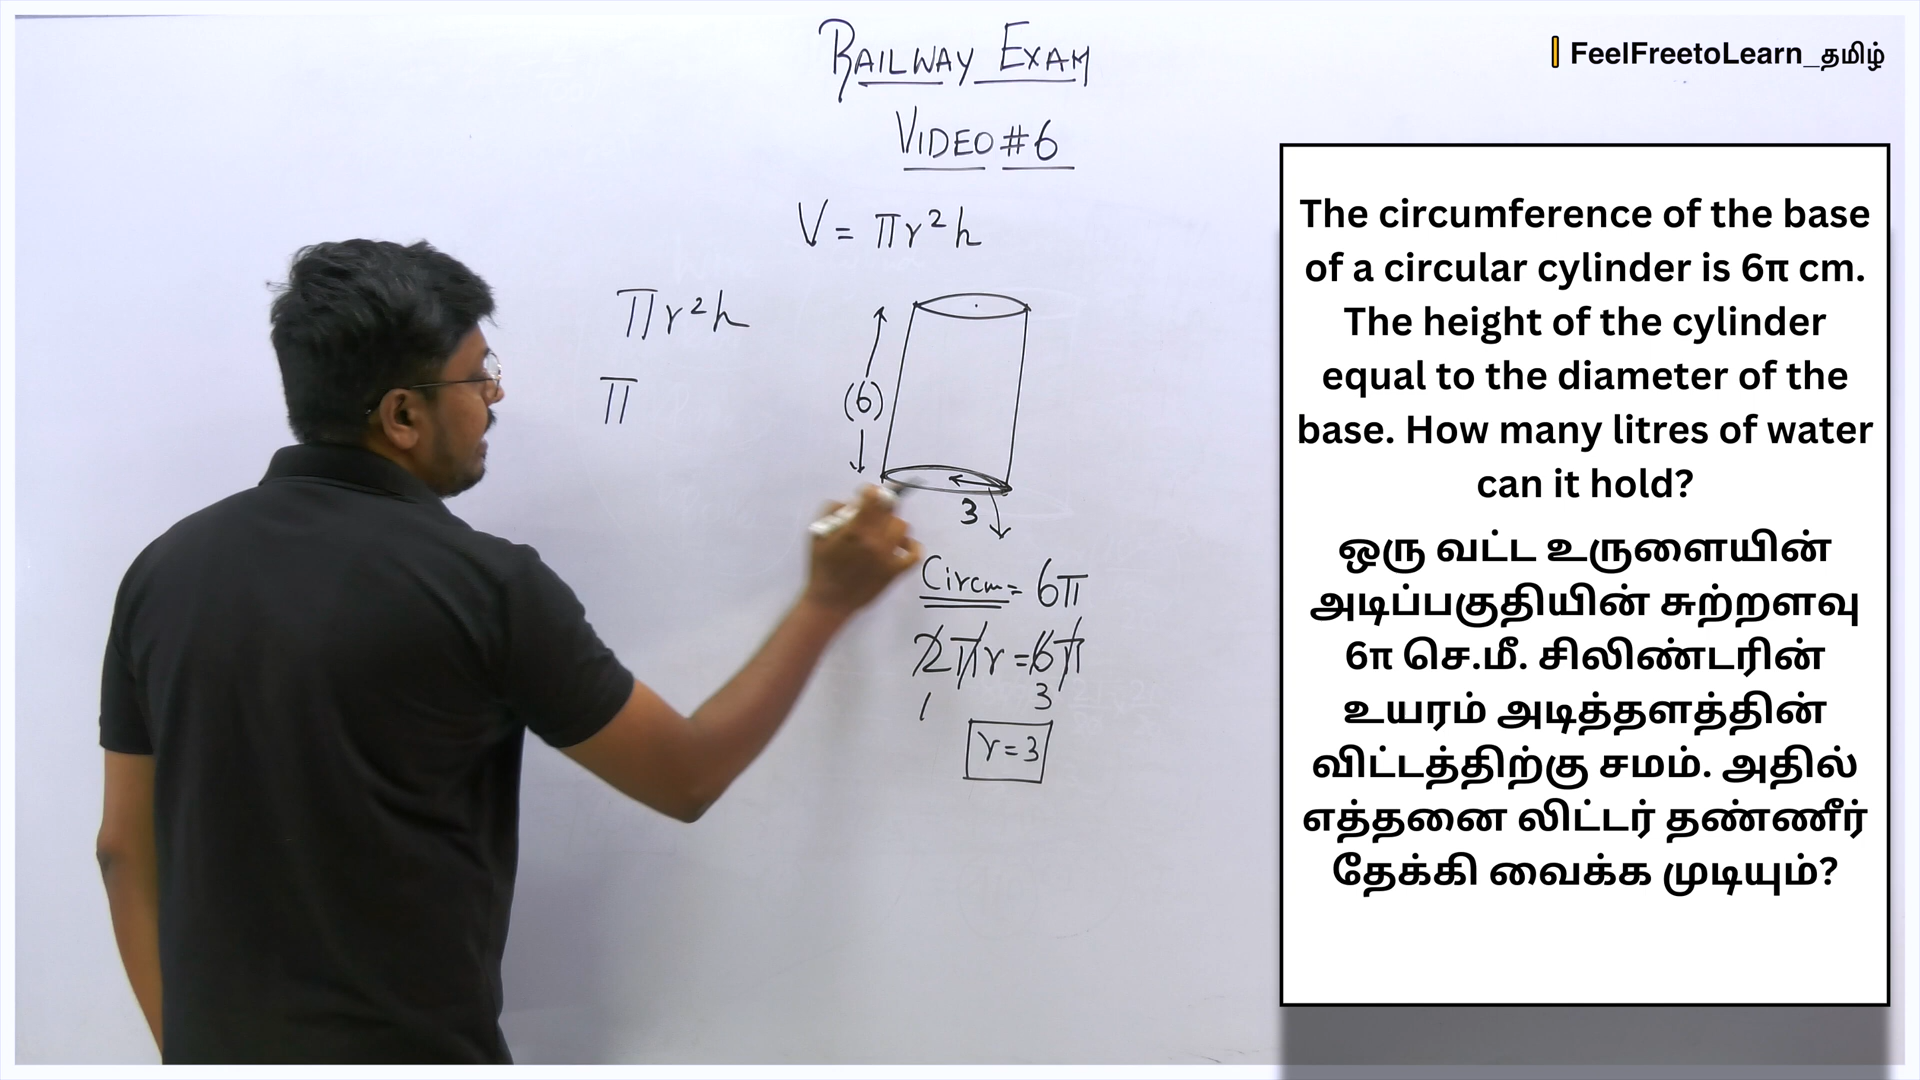 RAILWAY EXAM
FeelFreetoLearn_தமிழ்
VIDEO #6
V = πr²h
πr²h
π
(6)
3
Circm = 6π
2πr = 6π
1 3
r=3
The circumference of the base
of a circular cylinder is 6π cm.
The height of the cylinder
equal to the diameter of the
base. How many litres of water
can it hold?
ஒரு வட்ட உருளையின்
அடிப்பகுதியின் சுற்றளவு
6π செ.மீ. சிலிண்டரின்
உயரம் அடித்தளத்தின்
விட்டத்திற்கு சமம். அதில்
எத்தனை லிட்டர் தண்ணீர்
தேக்கி வைக்க முடியும்?